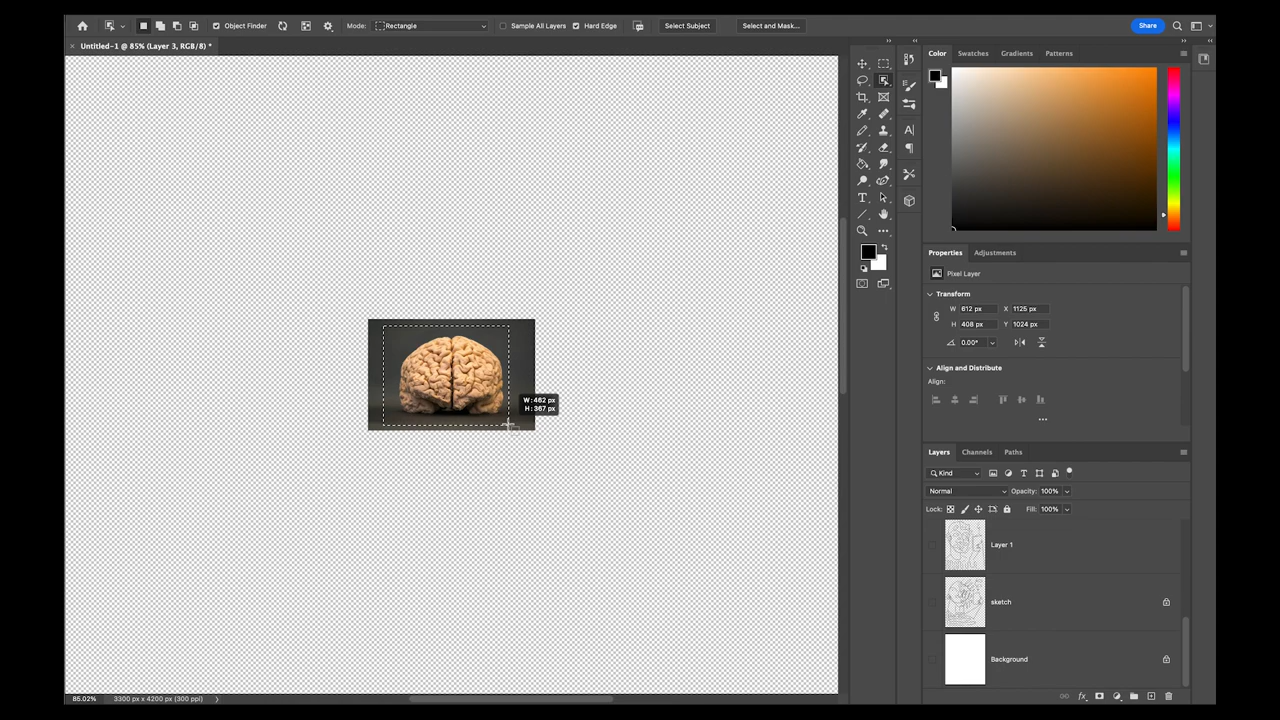 Object Finder
Mode:
Rectangle
Sample All Layers
Hard Edge
Select Subject
Select and Mask...
Share
Untitled-1 @ 85% (Layer 3, RGB/8) *
Color
Swatches
Gradients
Patterns
Properties
Adjustments
Pixel Layer
Transform
W 612 px X 1125 px
H 408 px Y 1024 px
0.00°
Align and Distribute
Align:
W: 462 px
H: 367 px
Layers
Channels
Paths
Kind
Normal
Opacity: 100%
Lock:
Fill: 100%
Layer 1
sketch
Background
85.02%
3300 px x 4200 px (300 ppi)